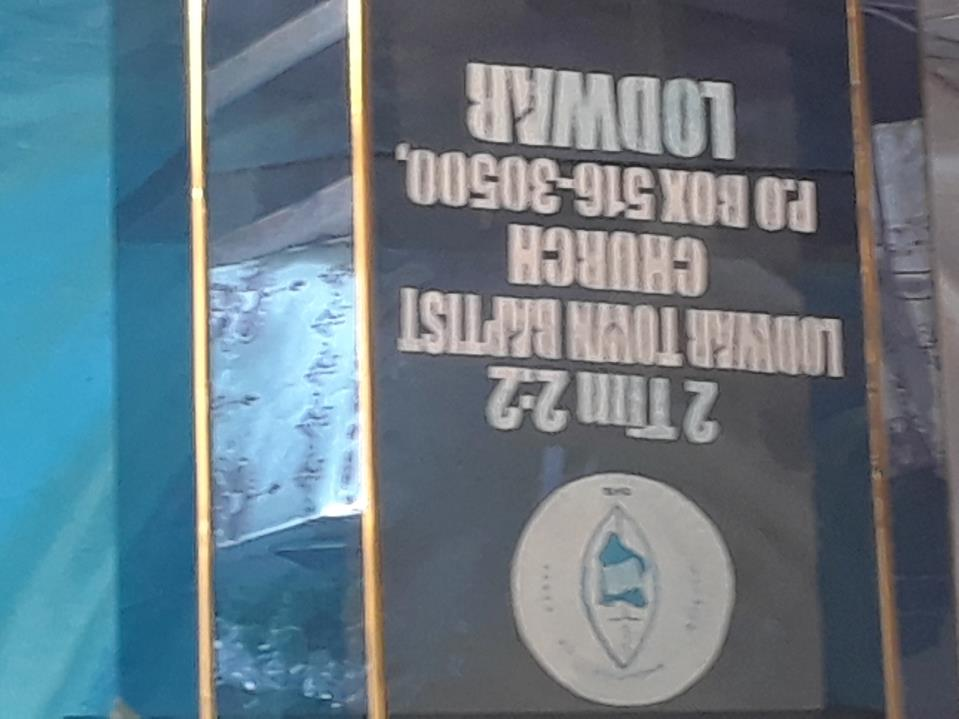 2 Tim 2:2
LODWAR TOWN BAPTIST
CHURCH
P.O BOX 516-30500,
LODWAR